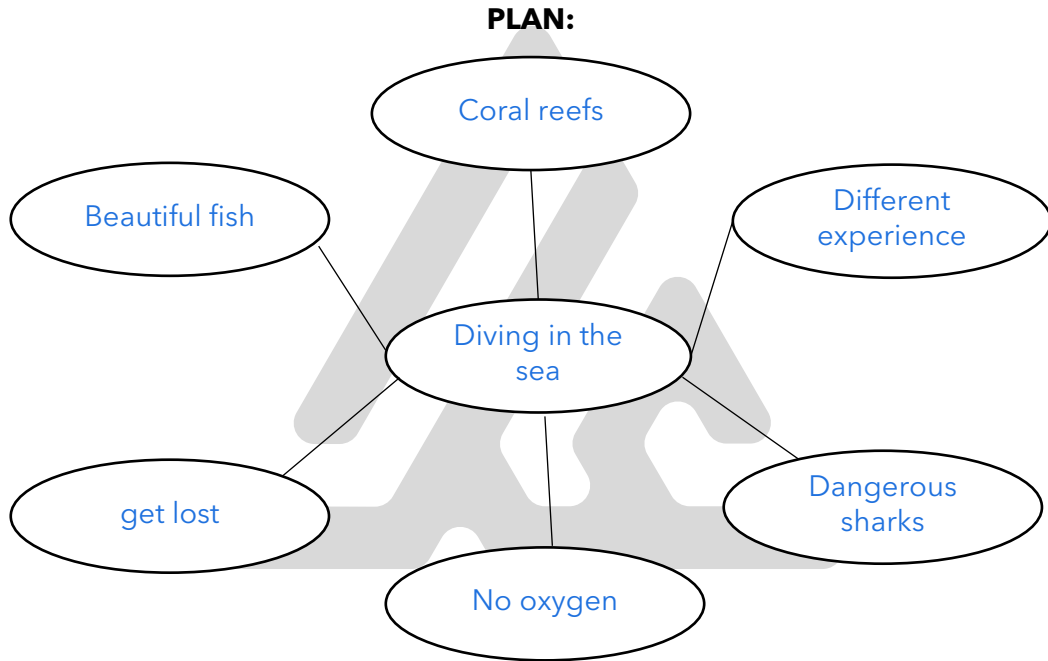 PLAN:
Coral reefs
Beautiful fish
Different
experience
Diving in the
sea
get lost
Dangerous
sharks
No oxygen